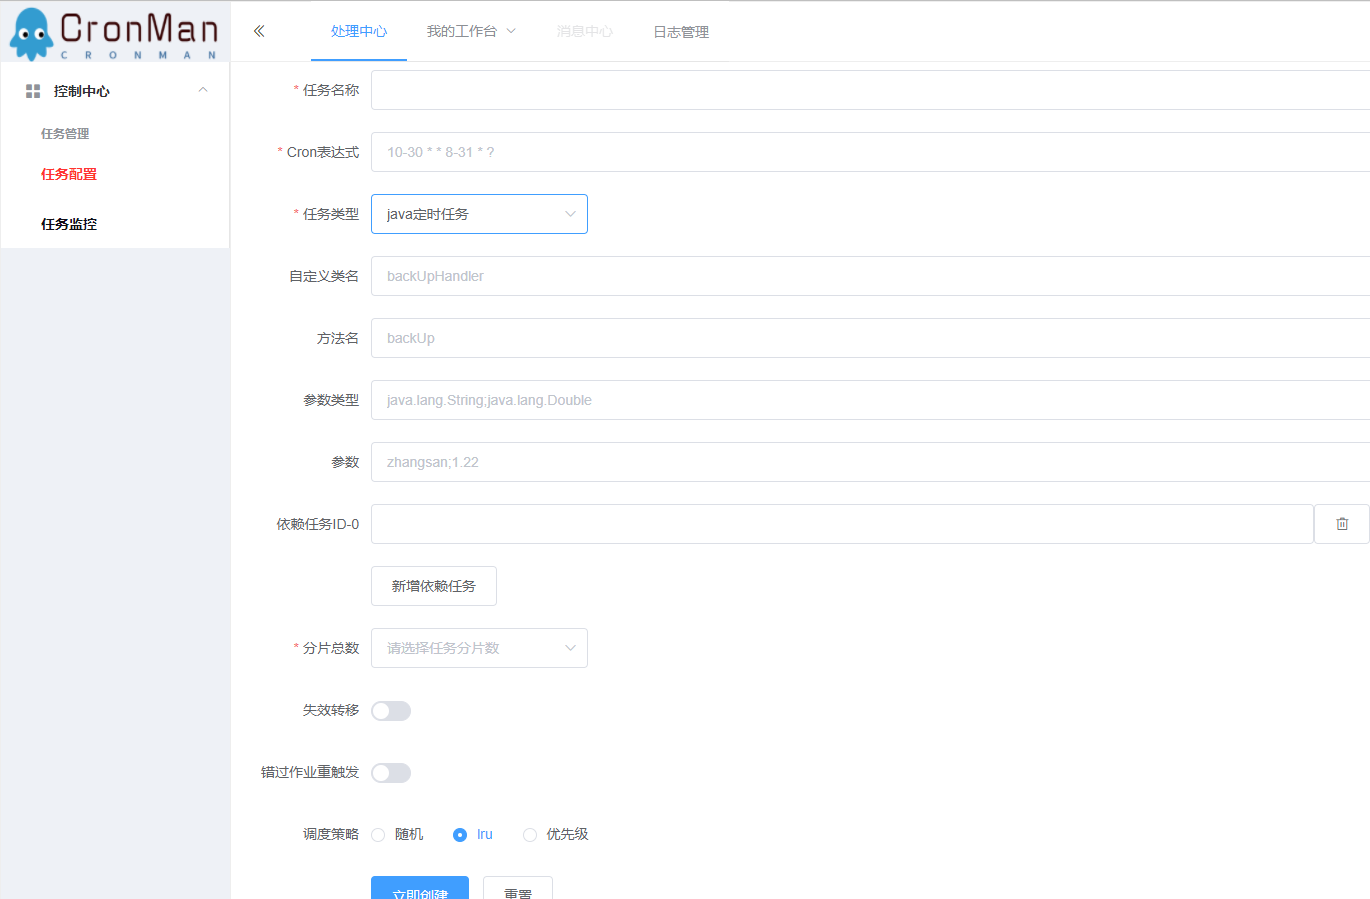 CronMan
CRONMAN
处理中心 我的工作台 消息中心 日志管理
控制中心
任务管理
任务配置
任务监控
* 任务名称
* Cron表达式 10-30 * * 8-31 * ?
* 任务类型 java定时任务
自定义类名 backUpHandler
方法名 backUp
参数类型 java.lang.String;java.lang.Double
参数 zhangsan;1.22
依赖任务ID-0
新增依赖任务
* 分片总数 请选择任务分片数
失效转移
错过作业重触发
调度策略 随机 lru 优先级
立即创建 重置